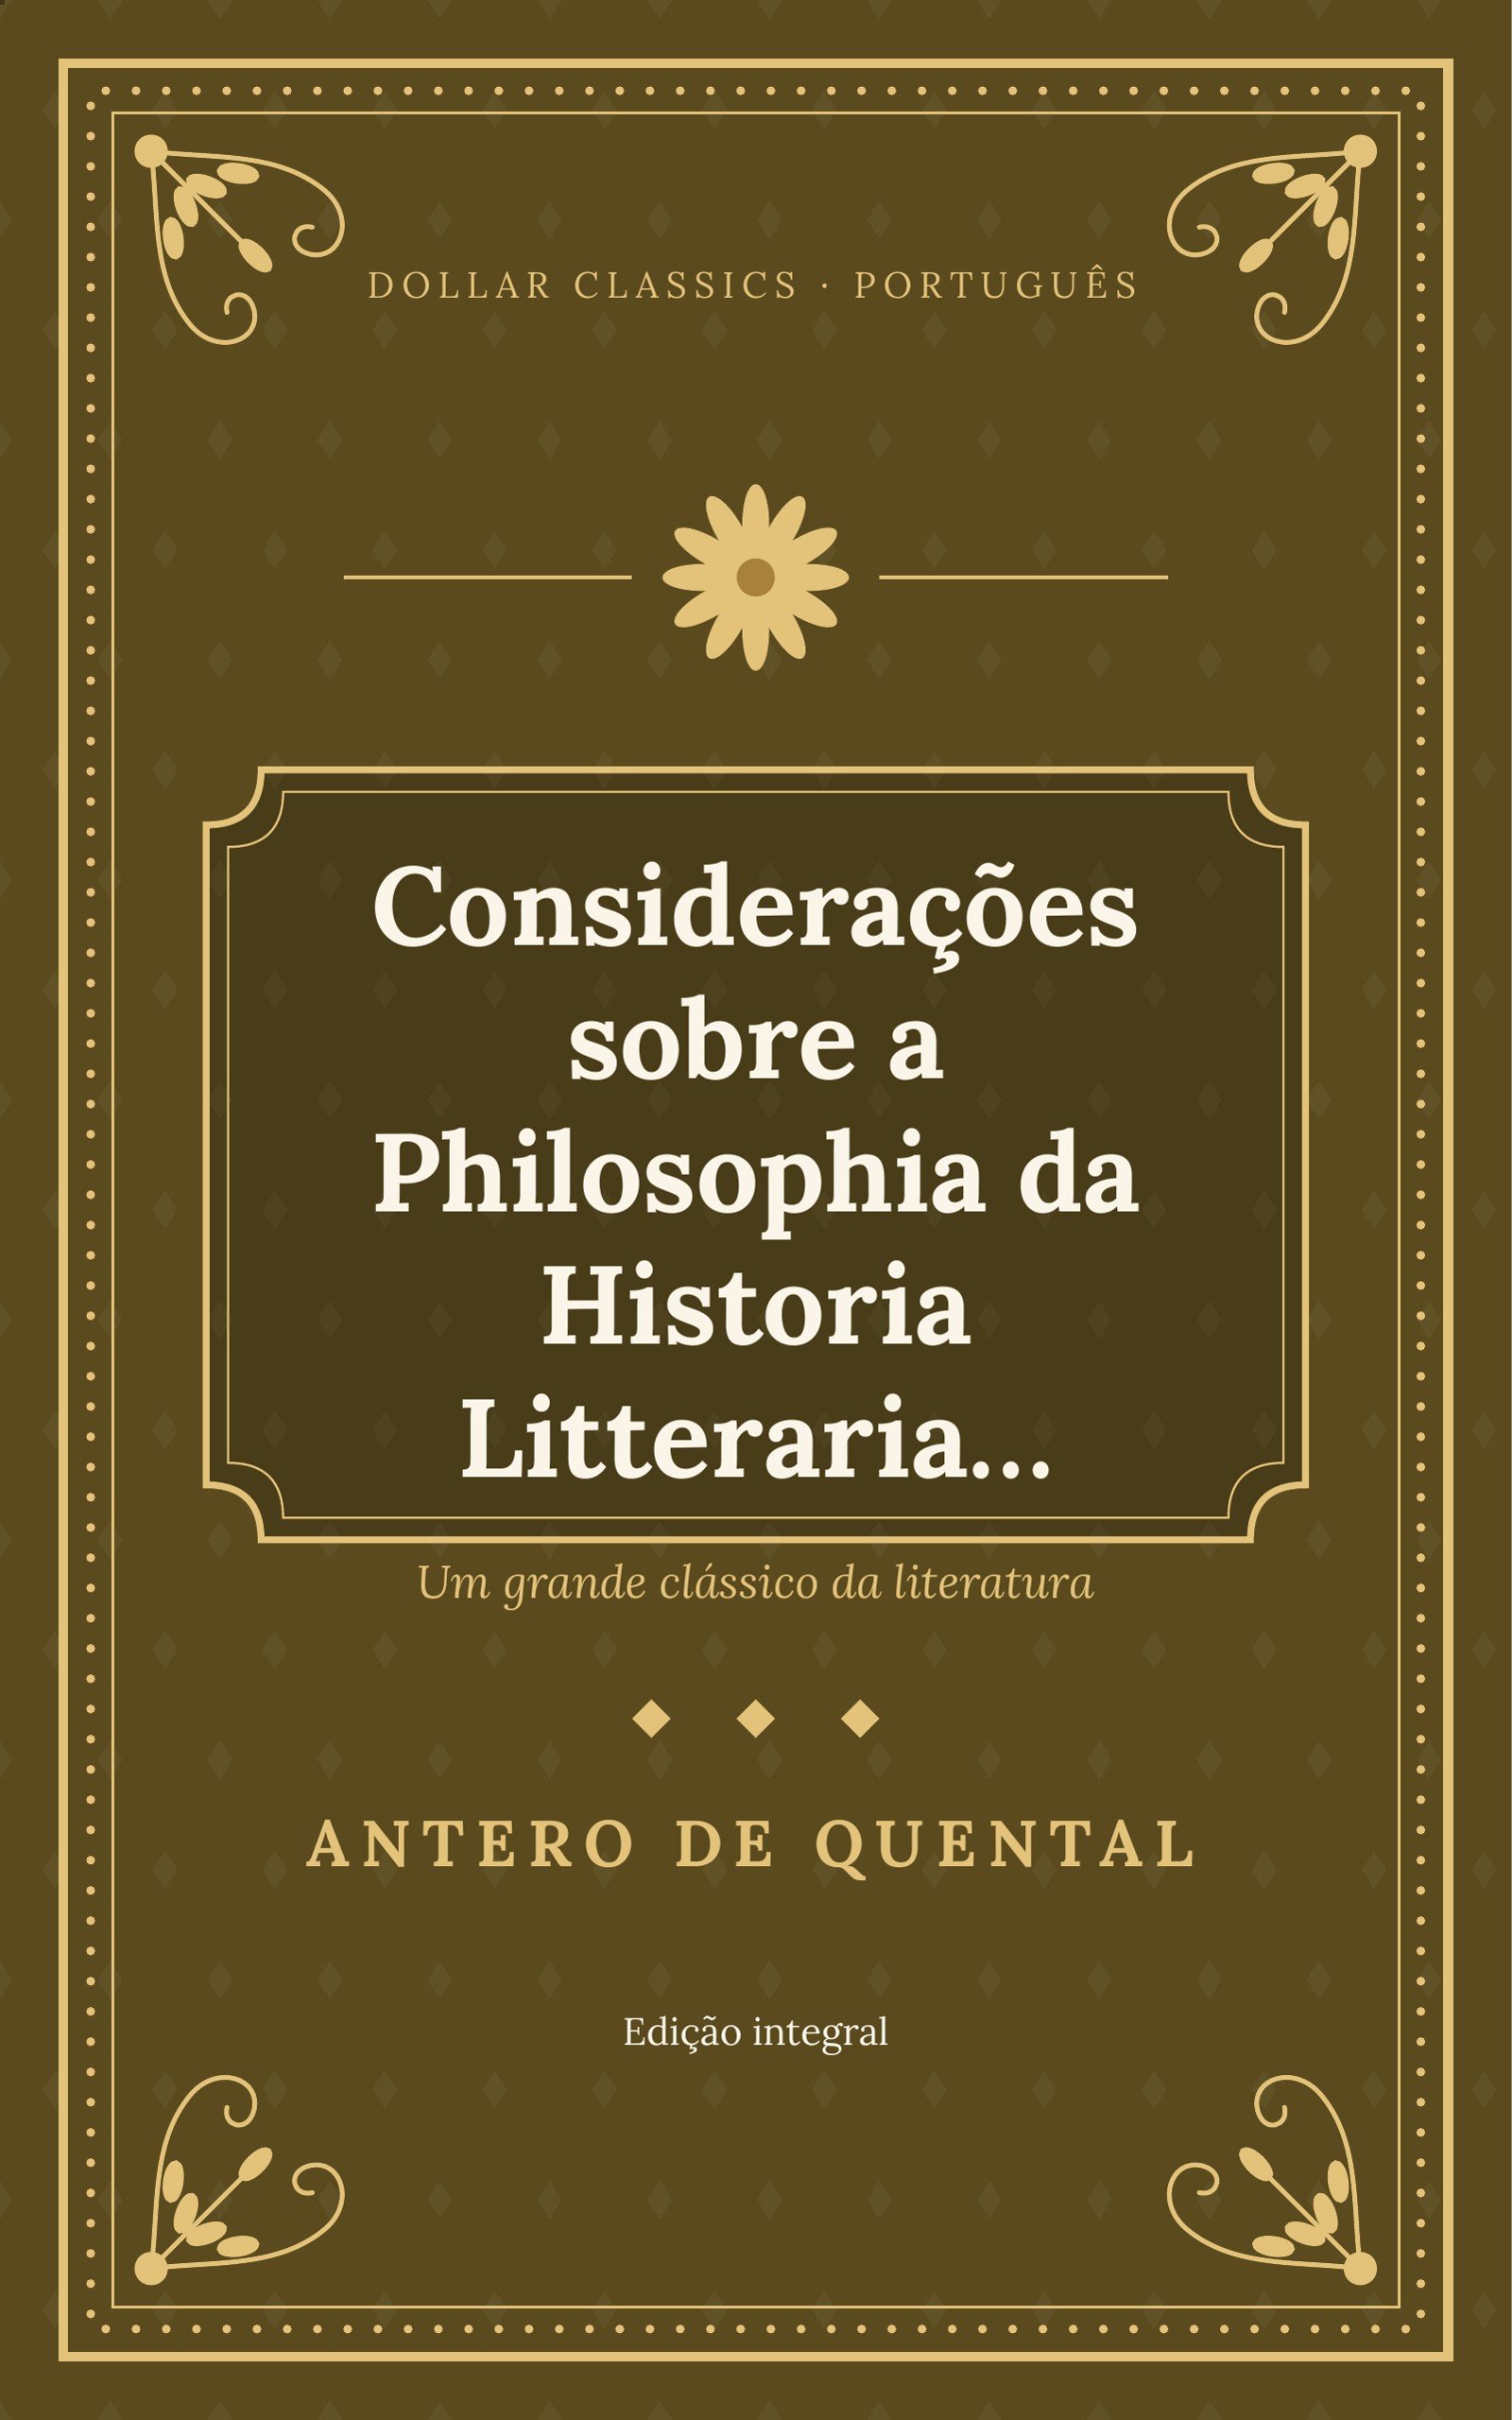 DOLLAR CLASSICS · PORTUGUÊS
Considerações
sobre a
Philosophia da
Historia
Litteraria...
Um grande clássico da literatura
ANTERO DE QUENTAL
Edição integral